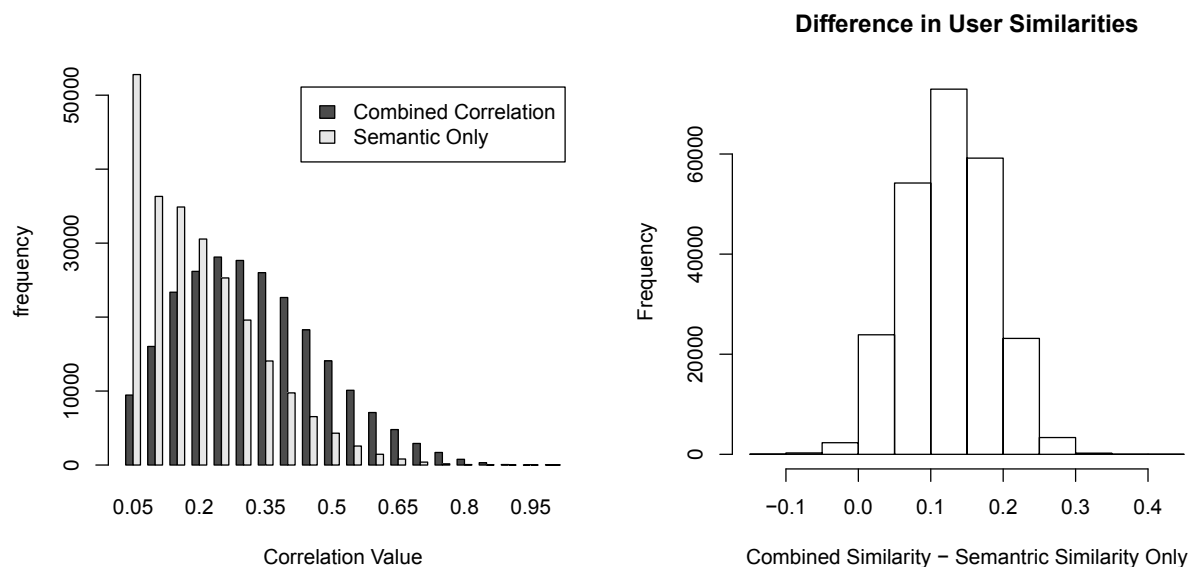 frequency
50000
30000
10000
0
Combined Correlation
Semantic Only
0.05 0.2 0.35 0.5 0.65 0.8 0.95
Correlation Value
Difference in User Similarities
Frequency
60000
40000
20000
0
−0.1 0.0 0.1 0.2 0.3 0.4
Combined Similarity − Semantric Similarity Only